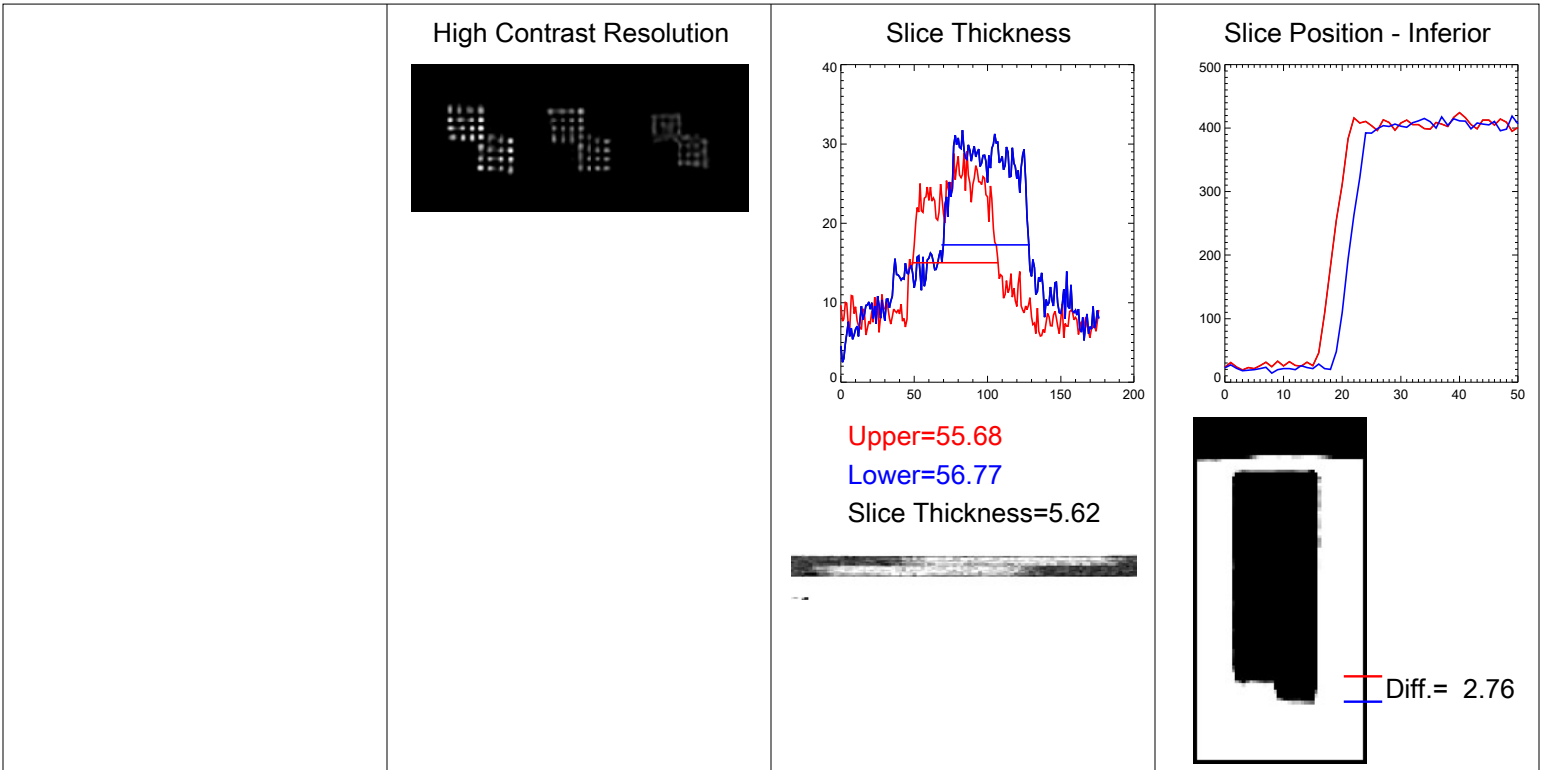 High Contrast Resolution
Slice Thickness
40
30
20
10
0
0 50 100 150 200
Upper=55.68
Lower=56.77
Slice Thickness=5.62
Slice Position - Inferior
500
400
300
200
100
0
0 10 20 30 40 50
Diff.= 2.76